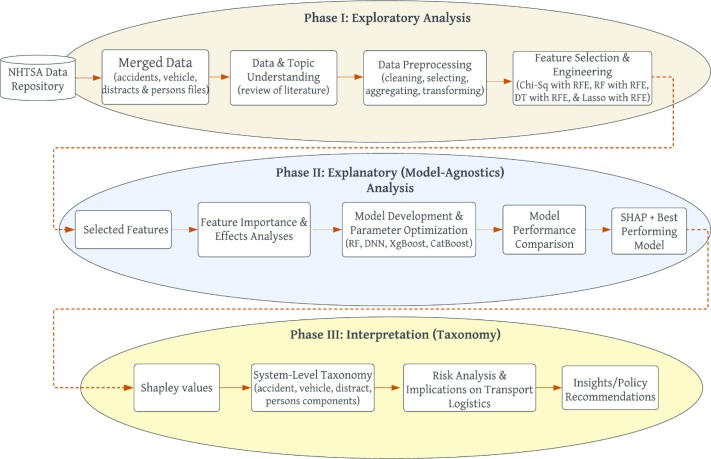 Phase I: Exploratory Analysis
NHTSA Data
Repository
Merged Data
(accidents, vehicle,
distracts & persons files)
Data & Topic
Understanding
(review of literature)
Data Preprocessing
(cleaning, selecting,
aggregating, transforming)
Feature Selection &
Engineering
(Chi-Sq with RFE, RF with RFE,
DT with RFE, & Lasso with RFE)
Phase II: Explanatory (Model-Agnostics)
Analysis
Selected Features
Feature Importance &
Effects Analyses
Model Development &
Parameter Optimization
(RF, DNN, XgBoost, CatBoost)
Model
Performance
Comparison
SHAP + Best
Performing
Model
Phase III: Interpretation (Taxonomy)
Shapley values
System-Level Taxonomy
(accident, vehicle, distract,
persons components)
Risk Analysis &
Implications on Transport
Logistics
Insights/Policy
Recommendations